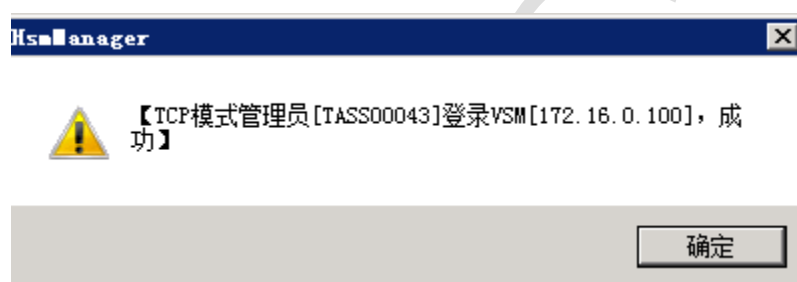 HsmManager
【TCP模式管理员[TASS00043]登录VSM[172.16.0.100]，成
功】
确定